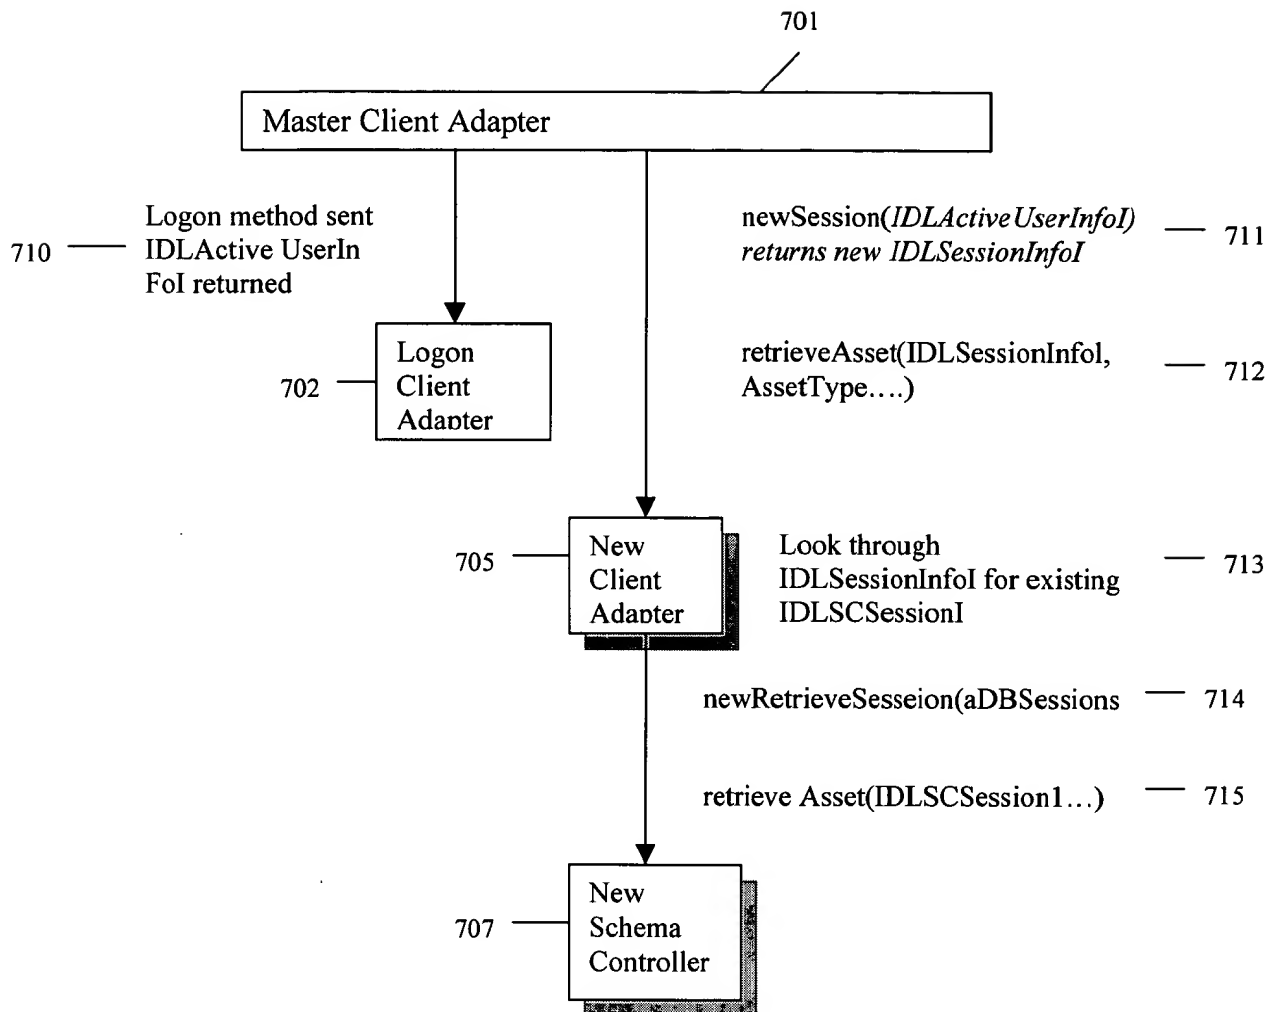 701
Master Client Adapter
Logon method sent
IDLActive UserIn
FoI returned
710
newSession(IDLActiveUserInfoI)
returns new IDLSessionInfoI
711
Logon
Client
Adapter
702
retrieveAsset(IDLSessionInfoI,
AssetType....)
712
New
Client
Adapter
705
Look through
IDLSessionInfoI for existing
IDLSCSessionI
713
newRetrieveSesseion(aDBSessions
714
retrieve Asset(IDLSCSession1...)
715
New
Schema
Controller
707